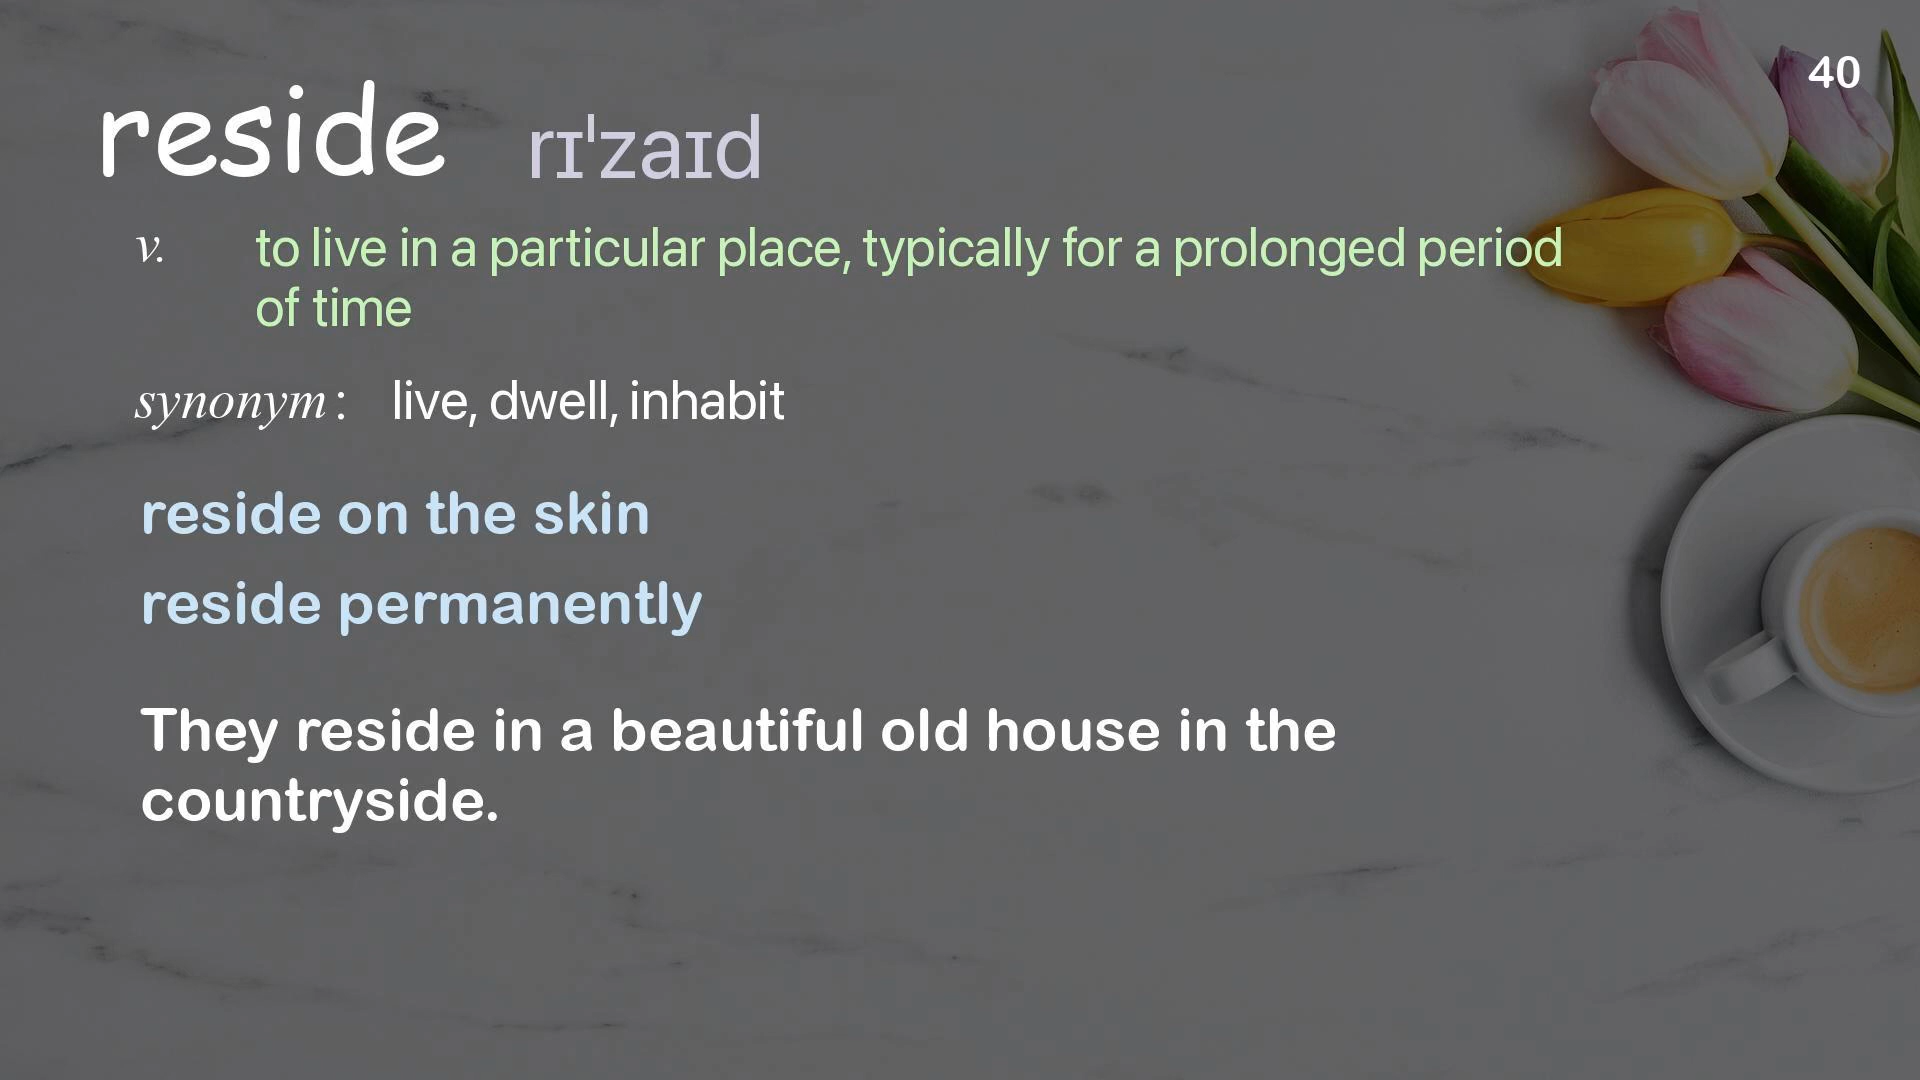 40
reside rɪˈzaɪd
v. to live in a particular place, typically for a prolonged period
of time
synonym : live, dwell, inhabit
reside on the skin
reside permanently
They reside in a beautiful old house in the
countryside.